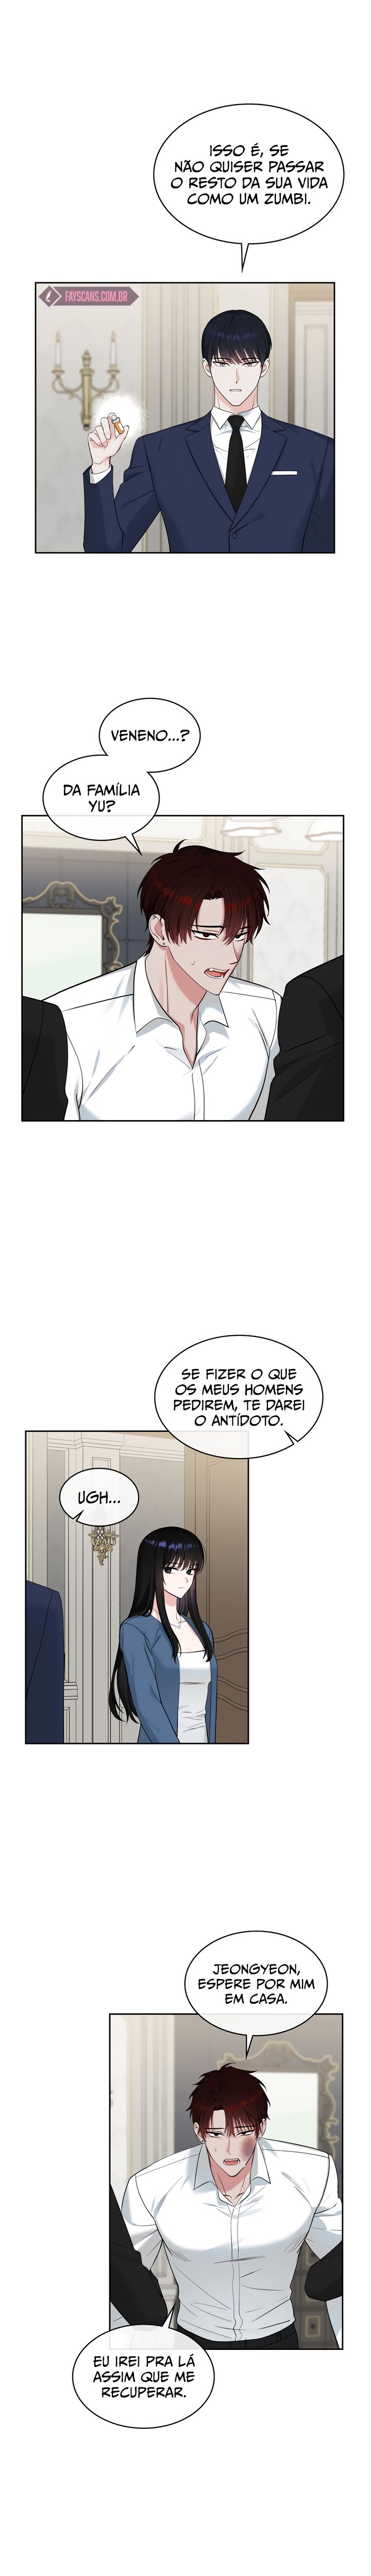 ISSO É, SE
NÃO QUISER PASSAR
O RESTO DA SUA VIDA
COMO UM ZUMBI.
FAYSCANS.COM.BR
VENENO...?
DA FAMÍLIA
YU?
SE FIZER O QUE
OS MEUS HOMENS
PEDIREM, TE DAREI
O ANTÍDOTO.
UGH...
JEONGYEON,
ESPERE POR MIM
EM CASA.
EU IREI PRA LÁ
ASSIM QUE ME
RECUPERAR.